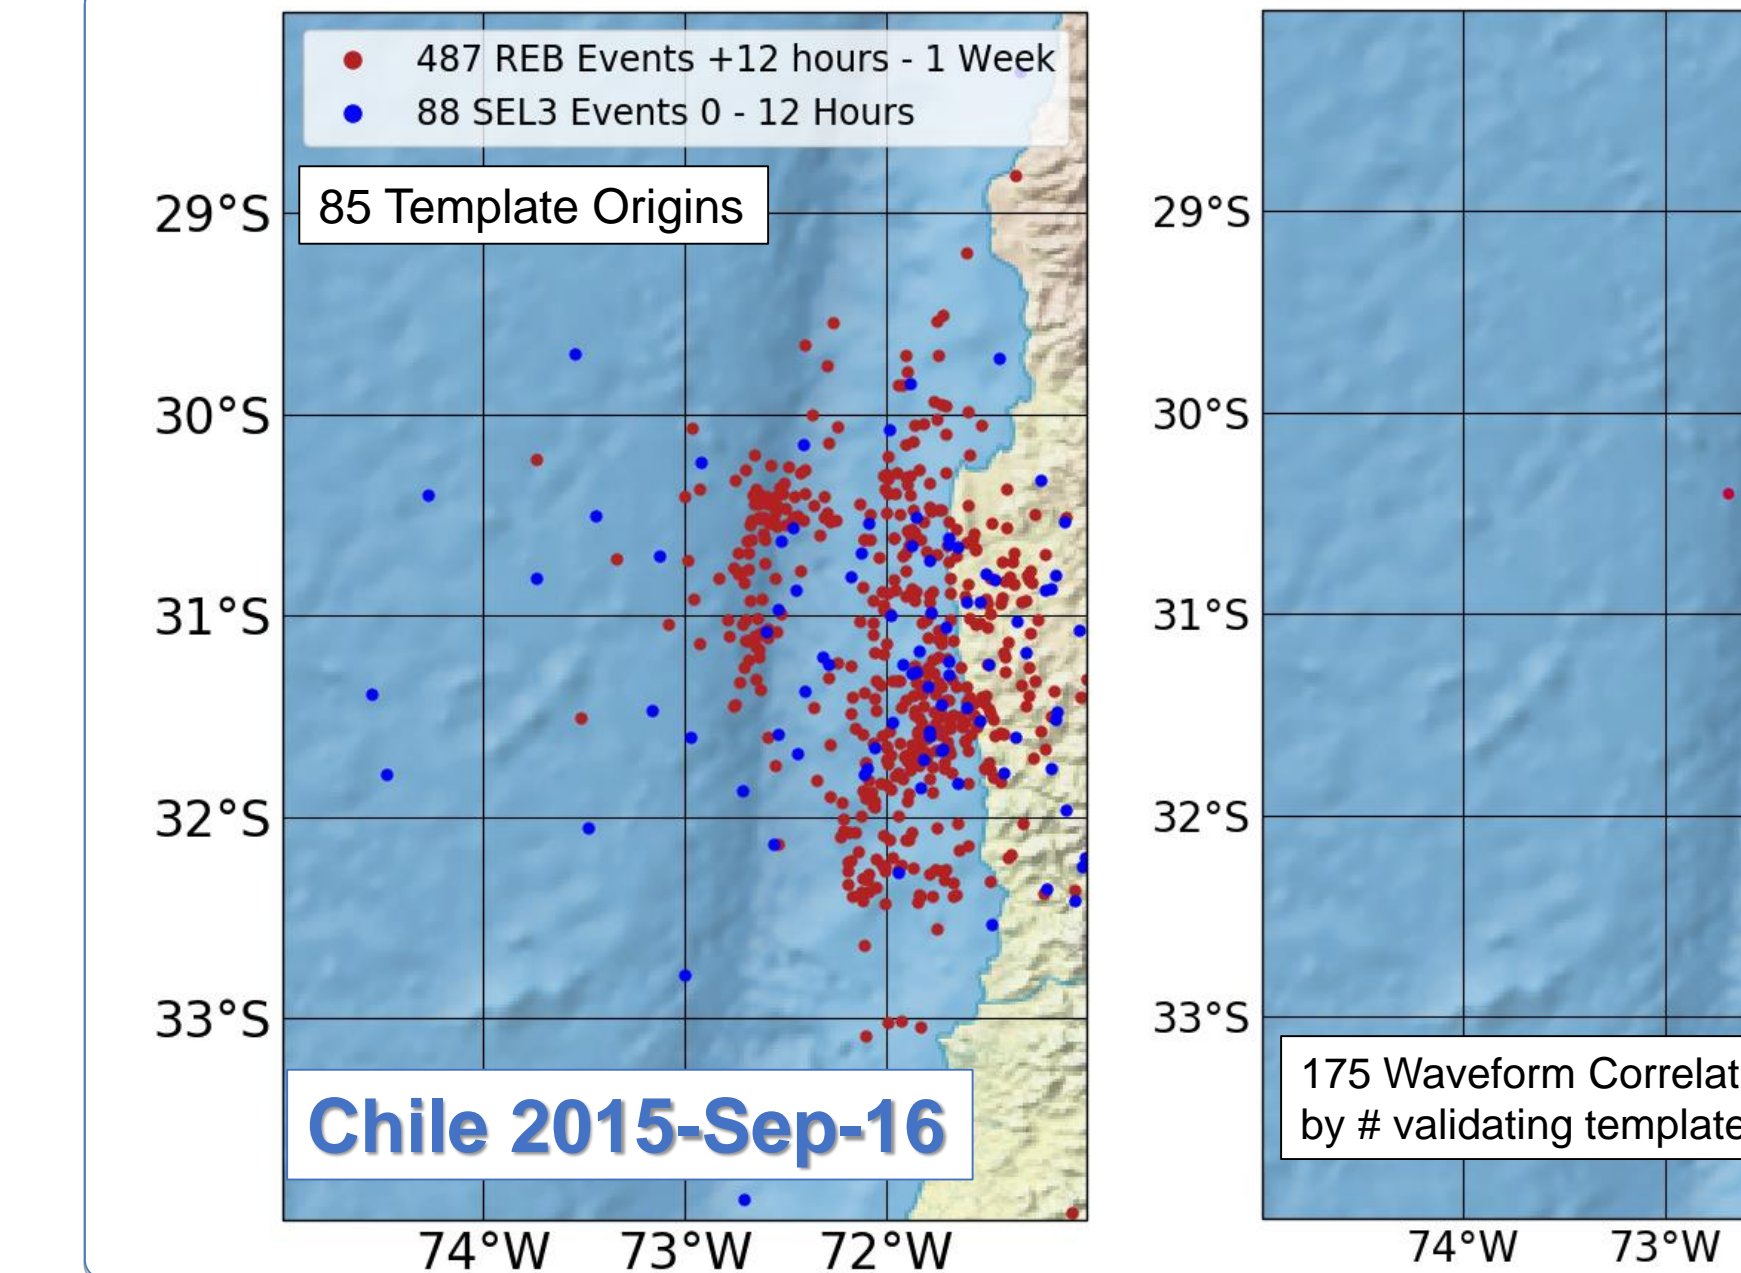 487 REB Events +12 hours - 1 Week
88 SEL3 Events 0 - 12 Hours
85 Template Origins
29°S
30°S
31°S
32°S
33°S
Chile 2015-Sep-16
74°W 73°W 72°W
29°S
30°S
31°S
32°S
33°S
175 Waveform Correlat
by # validating template
74°W 73°W